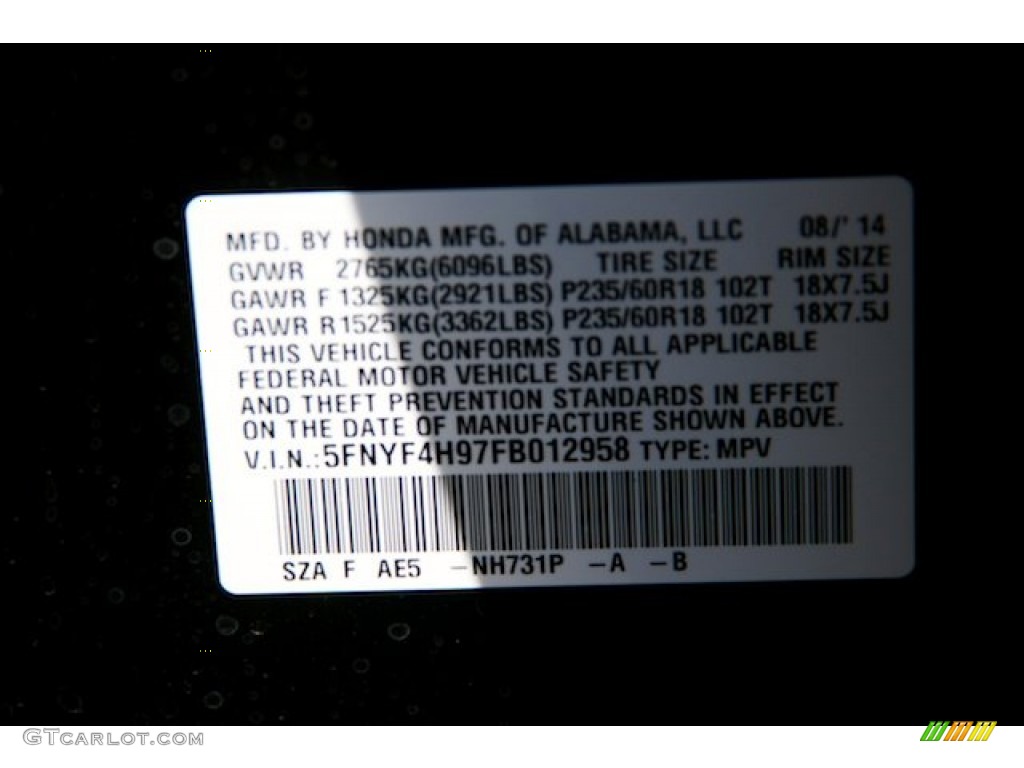 MFD. BY HONDA MFG. OF ALABAMA, LLC 08/' 14
GVWR 2765KG(6096LBS) TIRE SIZE RIM SIZE
GAWR F 1325KG(2921LBS) P235/60R18 102T 18X7.5J
GAWR R 1525KG(3362LBS) P235/60R18 102T 18X7.5J
THIS VEHICLE CONFORMS TO ALL APPLICABLE
FEDERAL MOTOR VEHICLE SAFETY
AND THEFT PREVENTION STANDARDS IN EFFECT
ON THE DATE OF MANUFACTURE SHOWN ABOVE.
V.I.N.:5FNYF4H97FB012958 TYPE: MPV
SZA F AE5 -NH731P -A -B
GTCARLOT.COM